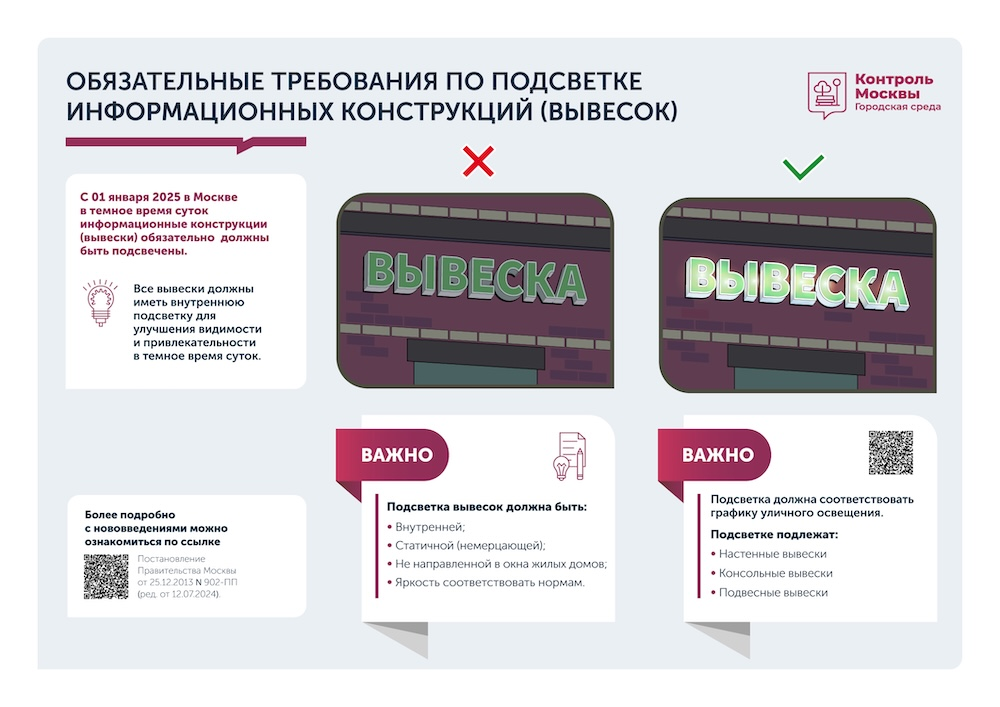 ОБЯЗАТЕЛЬНЫЕ ТРЕБОВАНИЯ ПО ПОДСВЕТКЕ
ИНФОРМАЦИОННЫХ КОНСТРУКЦИЙ (ВЫВЕСОК)
Контроль
Москвы
Городская среда
С 01 января 2025 в Москве
в темное время суток
информационные конструкции
(вывески) обязательно должны
быть подсвечены.
Все вывески должны
иметь внутреннюю
подсветку для
улучшения видимости
и привлекательности
в темное время суток.
ВЫВЕСКА
ВЫВЕСКА
Более подробно
с нововведениями можно
ознакомиться по ссылке
Постановление
Правительства Москвы
от 25.12.2013 N 902-ПП
(ред. от 12.07.2024).
ВАЖНО
Подсветка вывесок должна быть:
• Внутренней;
• Статичной (немерцающей);
• Не направленной в окна жилых домов;
• Яркость соответствовать нормам.
ВАЖНО
Подсветка должна соответствовать
графику уличного освещения.
Подсветке подлежат:
• Настенные вывески
• Консольные вывески
• Подвесные вывески